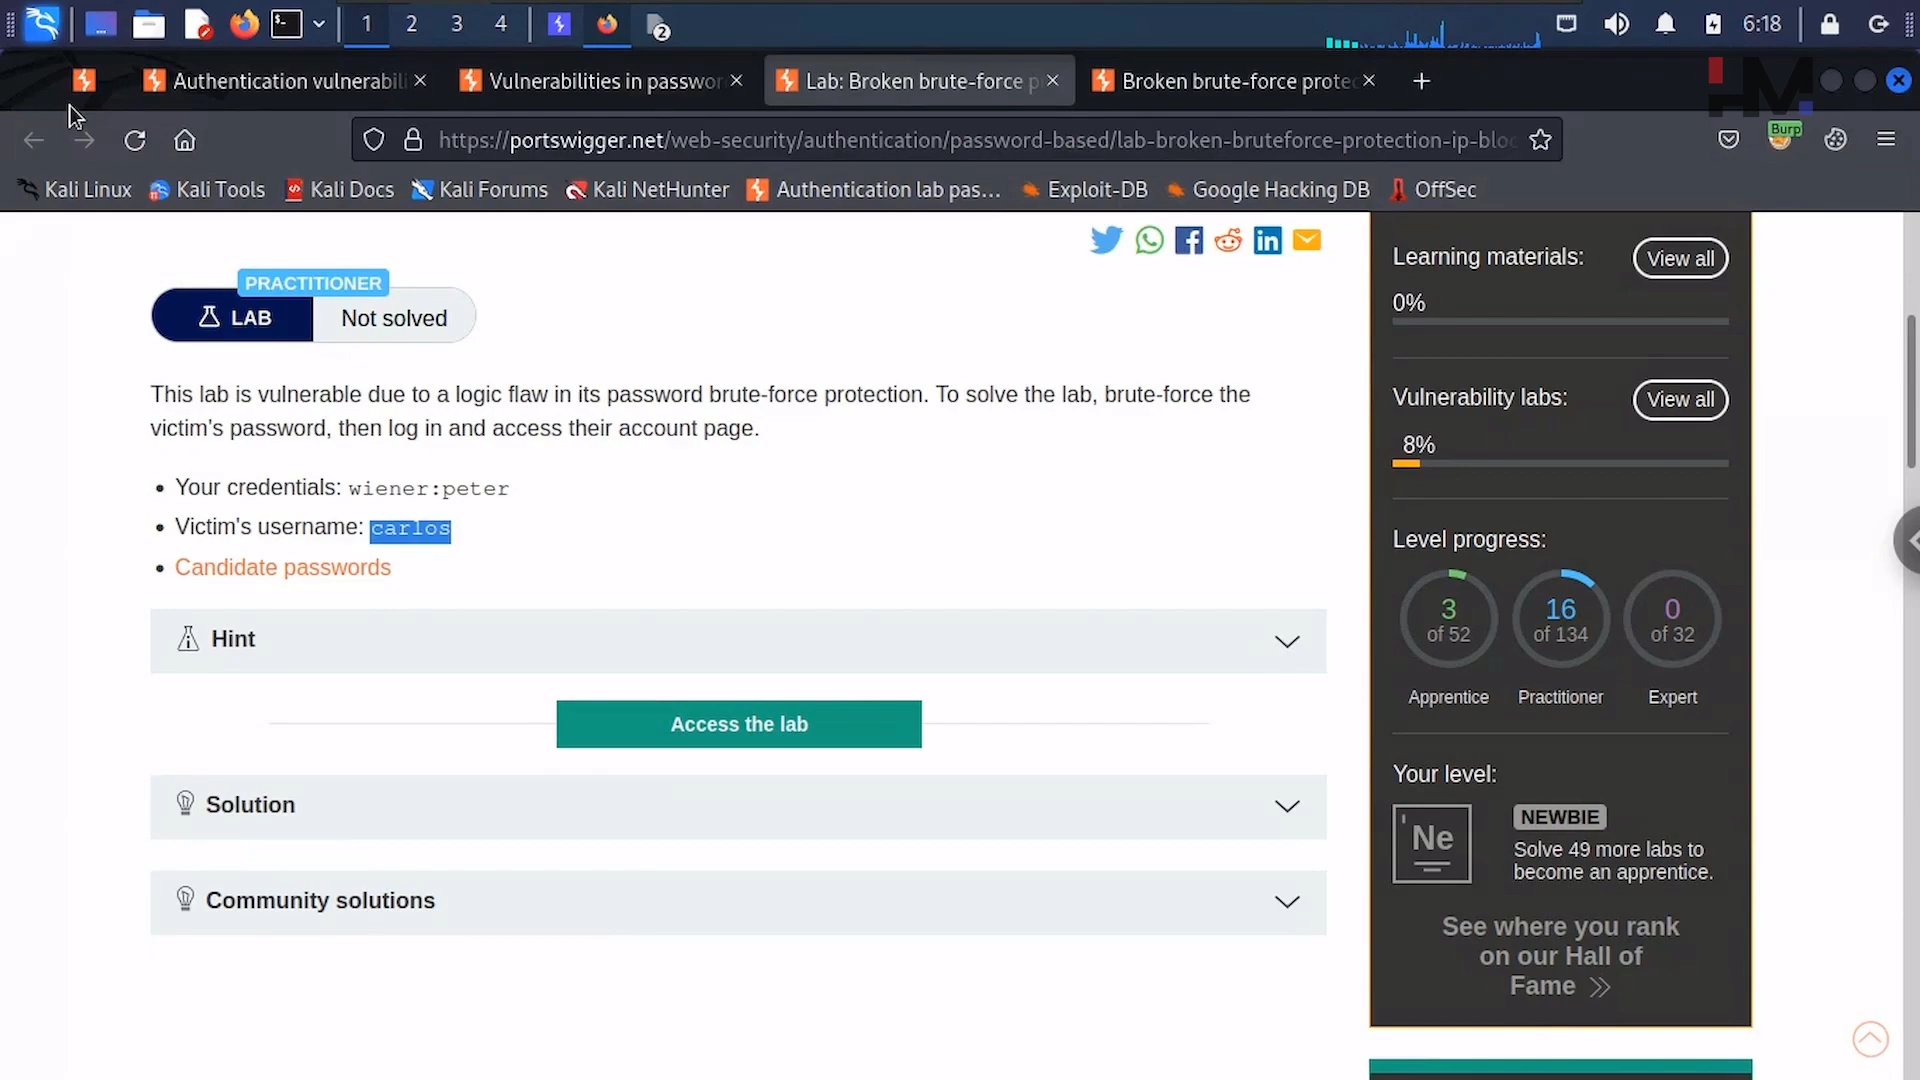 1 2 3 4 2 6:18
Authentication vulnerabili
Vulnerabilities in passwor
Lab: Broken brute-force p
Broken brute-force protec
HM
https://portswigger.net/web-security/authentication/password-based/lab-broken-bruteforce-protection-ip-bloc
Burp
Kali Linux
Kali Tools
Kali Docs
Kali Forums
Kali NetHunter
Authentication lab pas...
Exploit-DB
Google Hacking DB
OffSec
PRACTITIONER
LAB Not solved
This lab is vulnerable due to a logic flaw in its password brute-force protection. To solve the lab, brute-force the
victim's password, then log in and access their account page.
• Your credentials: wiener:peter
• Victim's username: carlos
• Candidate passwords
Hint
Access the lab
Solution
Community solutions
Learning materials: View all
0%
Vulnerability labs: View all
8%
Level progress:
3 16 0
of 52 of 134 of 32
Apprentice Practitioner Expert
Your level:
Ne
NEWBIE
Solve 49 more labs to
become an apprentice.
See where you rank
on our Hall of
Fame